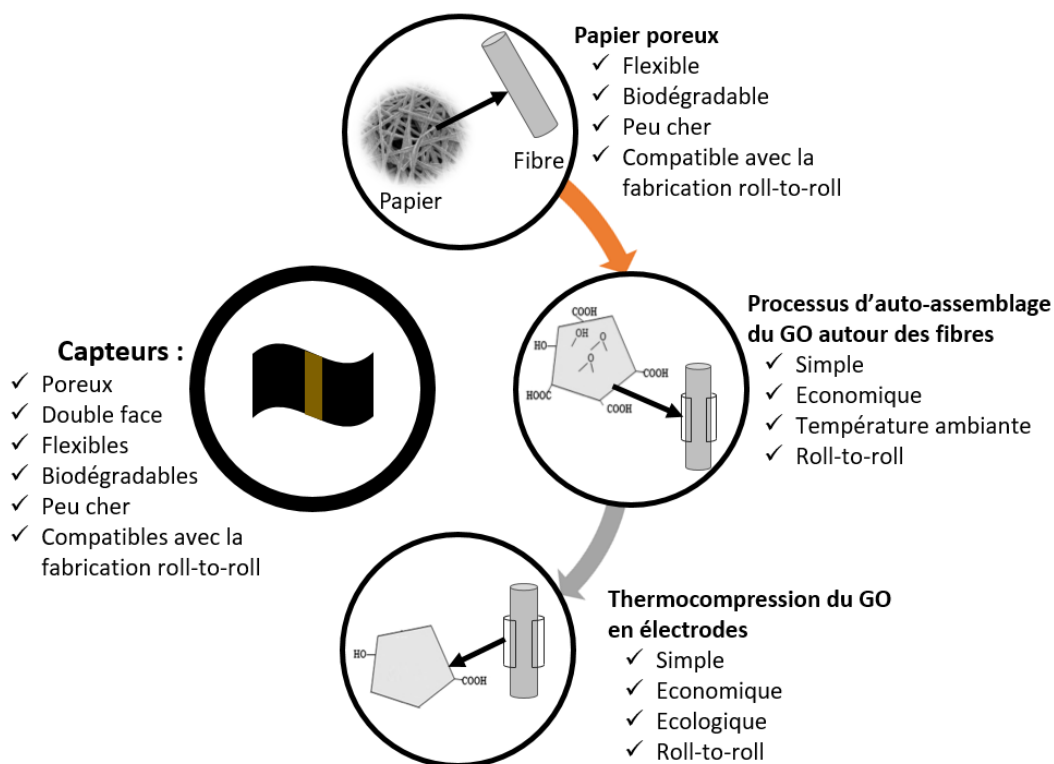 Papier poreux
✓ Flexible
✓ Biodégradable
✓ Peu cher
✓ Compatible avec la
fabrication roll-to-roll
Fibre
Papier
Processus d'auto-assemblage
du GO autour des fibres
✓ Simple
✓ Economique
✓ Température ambiante
✓ Roll-to-roll
COOH
OH
HO
O
O
COOH
HOOC
COOH
Capteurs :
✓ Poreux
✓ Double face
✓ Flexibles
✓ Biodégradables
✓ Peu cher
✓ Compatibles avec la
fabrication roll-to-roll
Thermocompression du GO
en électrodes
✓ Simple
✓ Economique
✓ Ecologique
✓ Roll-to-roll
HO
COOH